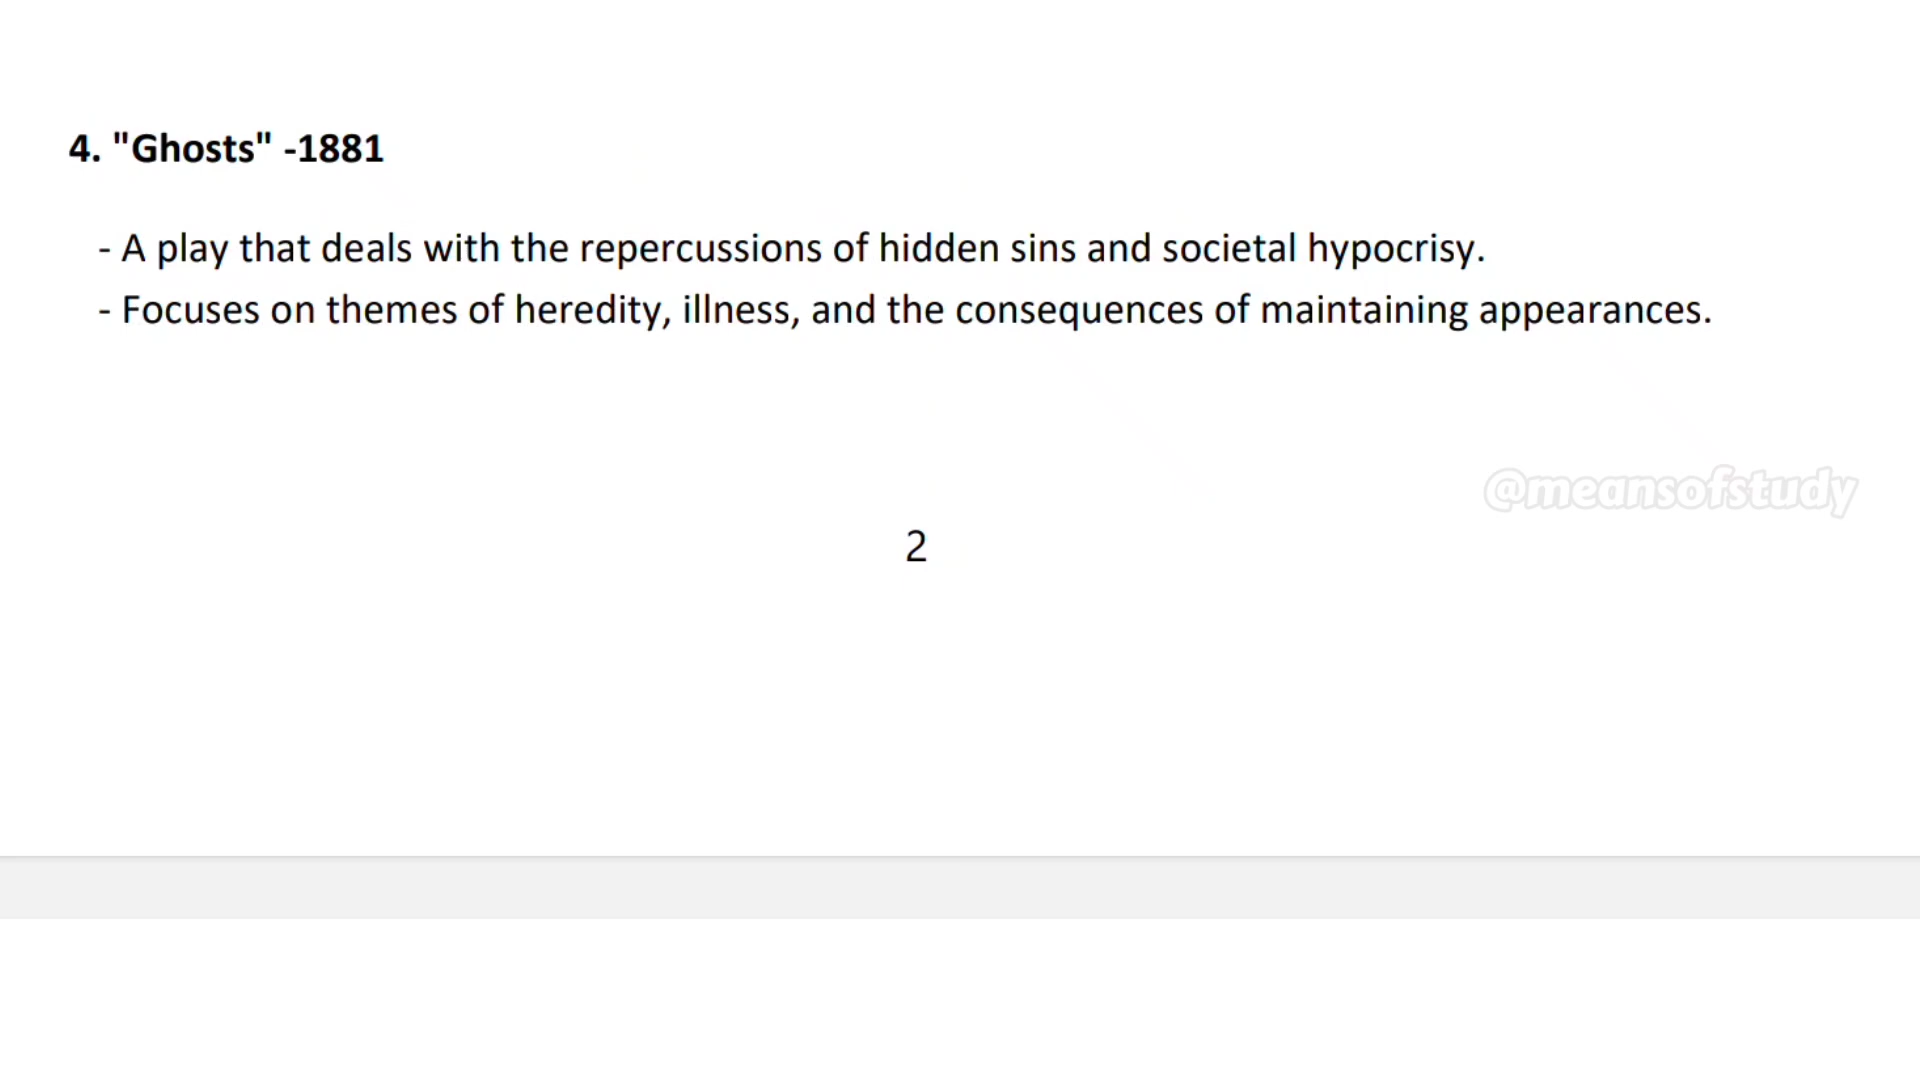 4. "Ghosts" -1881
- A play that deals with the repercussions of hidden sins and societal hypocrisy.
- Focuses on themes of heredity, illness, and the consequences of maintaining appearances.
@meansofstudy
2